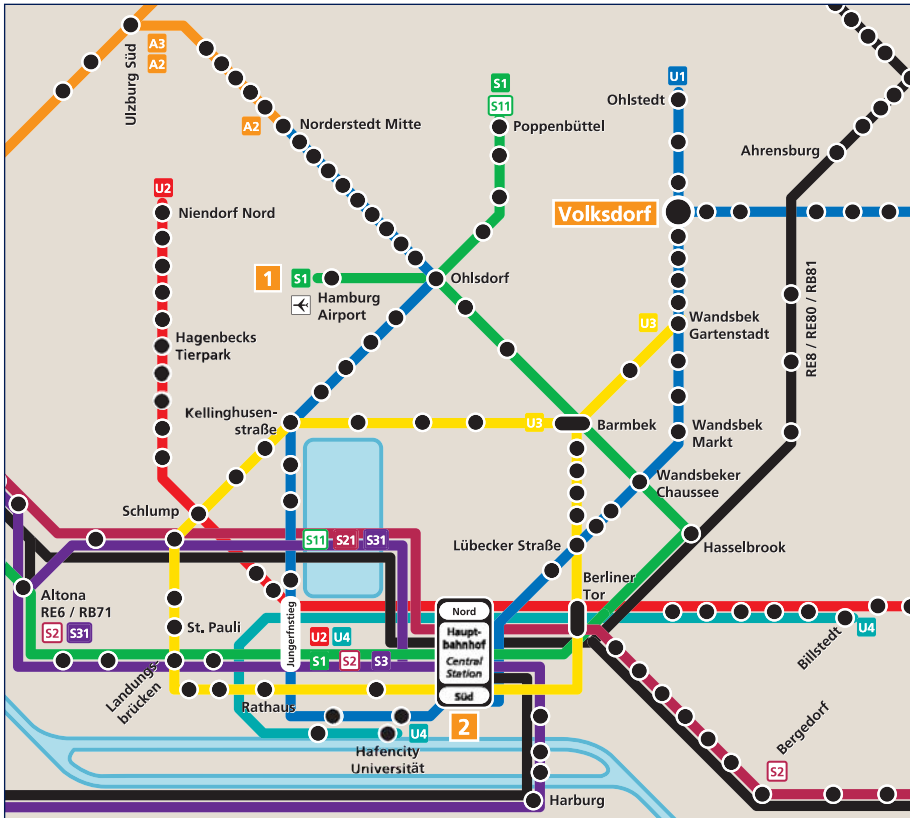 A3
A2
Ulzburg Süd
A2
Norderstedt Mitte
S1
S11
Poppenbüttel
U1
Ohlstedt
Ahrensburg
U2
Niendorf Nord
Volksdorf
1
S1
Hamburg
Airport
Ohlsdorf
RE8 / RE80 / RB81
U3
Wandsbek
Gartenstadt
Hagenbecks
Tierpark
Kellinghusen-
straße
U3
Barmbek
Wandsbek
Markt
Wandsbeker
Chaussee
Schlump
S11
S21
S31
Lübecker Straße
Hasselbrook
Berliner
Tor
Altona
RE6 / RB71
S2
S31
St. Pauli
Jungerfnstieg
U2
U4
S1
S2
S3
Nord
Haupt-
bahnhof
Central
Station
Süd
2
Billstedt
U4
Landungs-
brücken
Rathaus
U4
Hafencity
Universität
Bergedorf
S2
Harburg